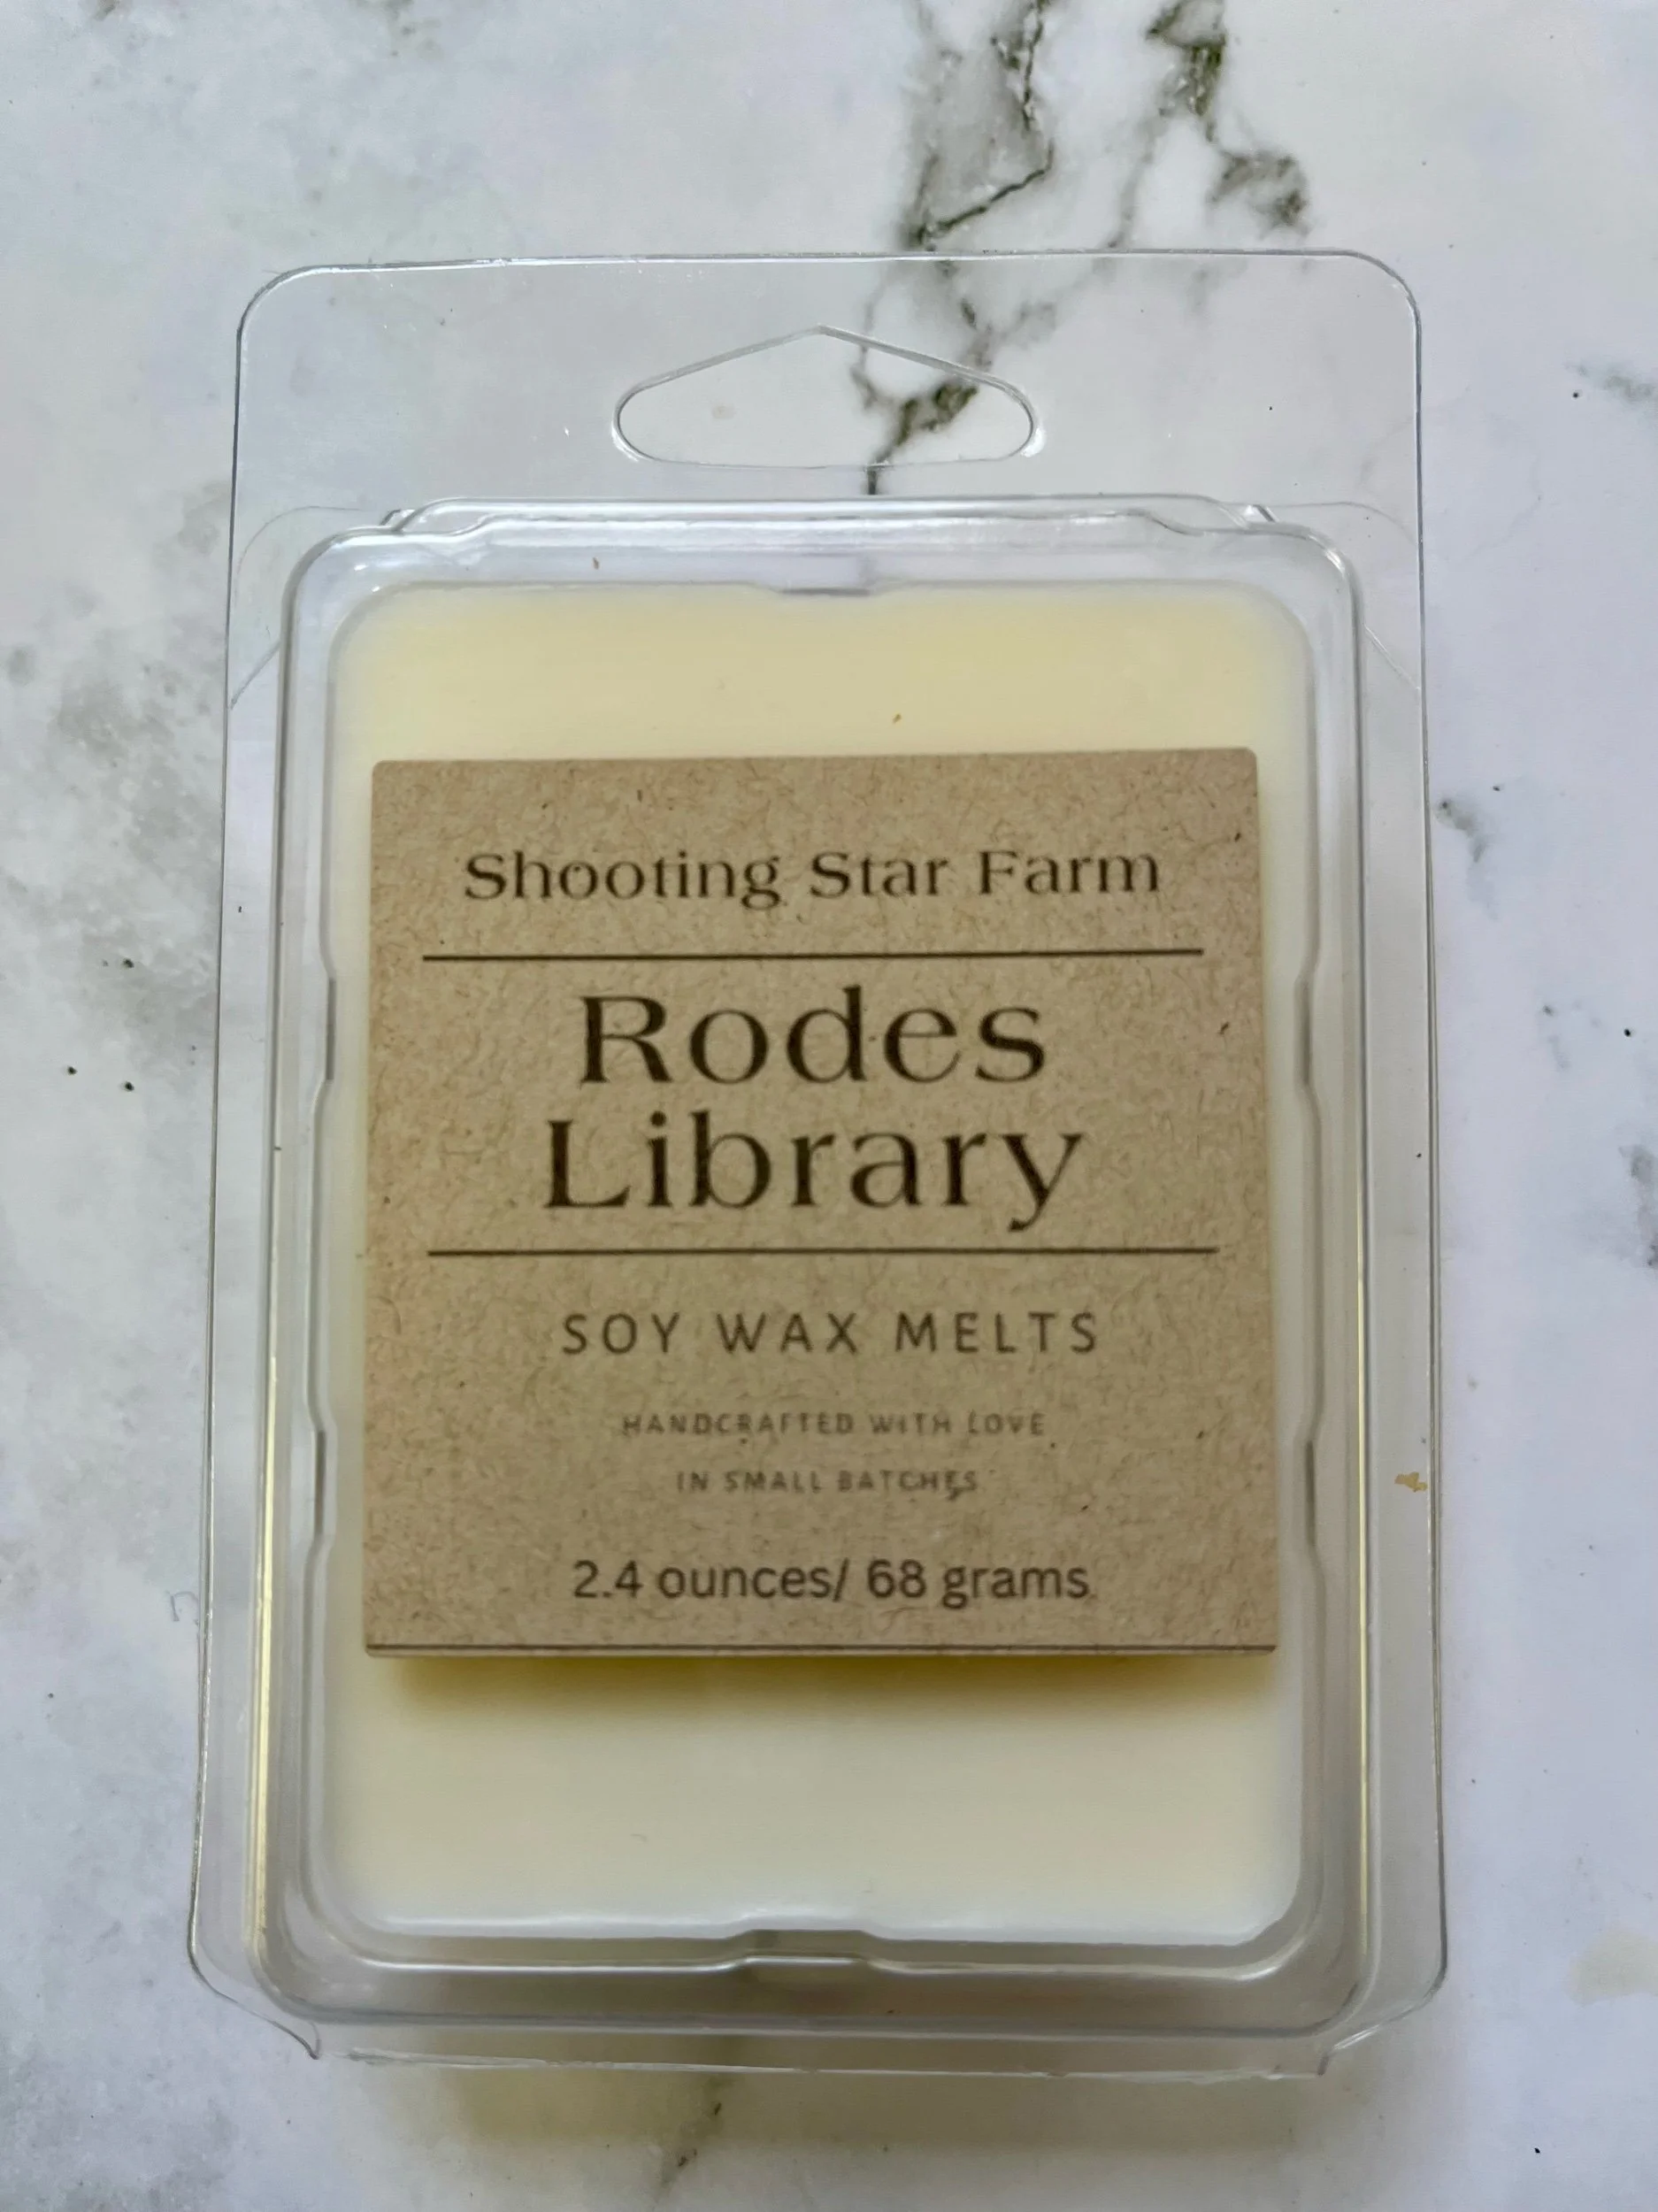 Shooting Star Farm
Rodes
Library
SOY WAX MELTS
HANDCRAFTED WITH LOVE
IN SMALL BATCHES
2.4 ounces/ 68 grams